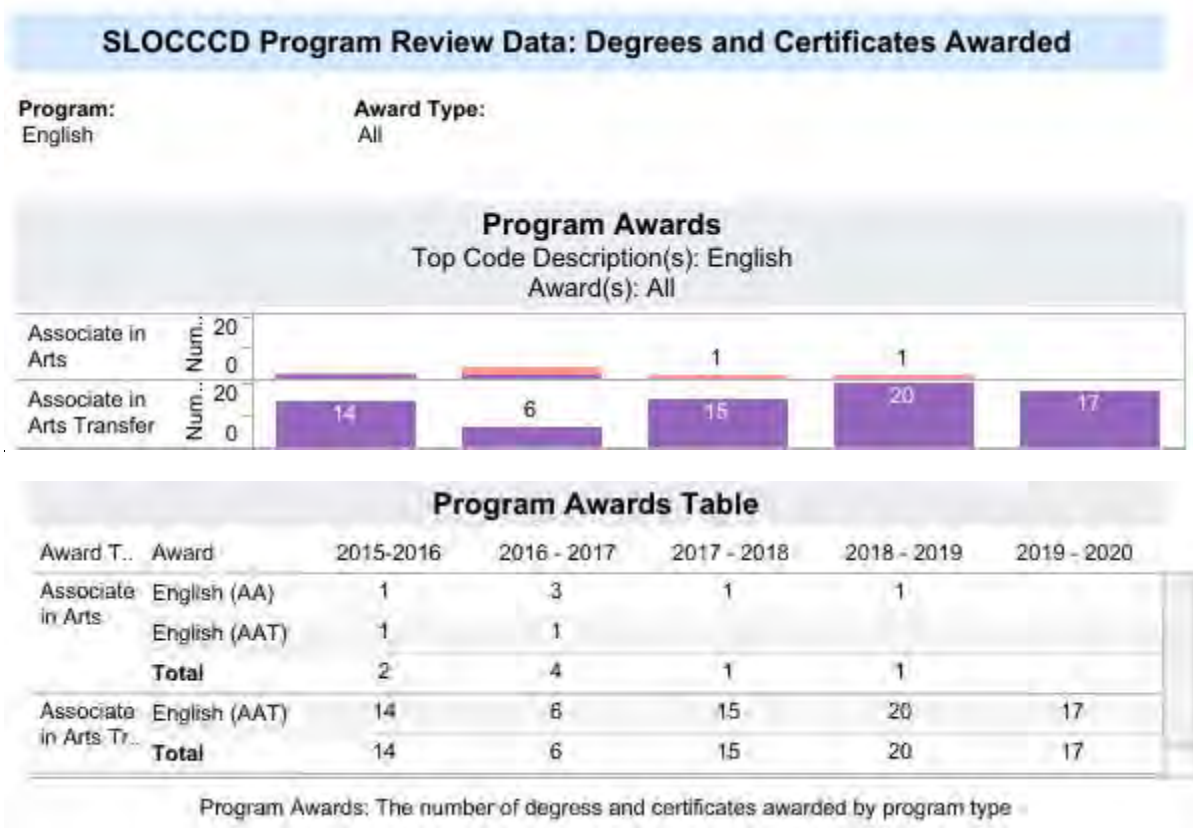 SLOCCCD Program Review Data: Degrees and Certificates Awarded
Program: Award Type:
English All
Program Awards
Top Code Description(s): English
Award(s): All
Associate in
Arts
Num..
20
0
1 1
Associate in
Arts Transfer
Num..
20
0
14 6 15 20 17
Program Awards Table
Award T.. Award 2015-2016 2016 - 2017 2017 - 2018 2018 - 2019 2019 - 2020
Associate English (AA) 1 3 1 1
in Arts
English (AAT) 1 1
Total 2 4 1 1
Associate English (AAT) 14 6 15 20 17
in Arts Tr..
Total 14 6 15 20 17
Program Awards: The number of degress and certificates awarded by program type